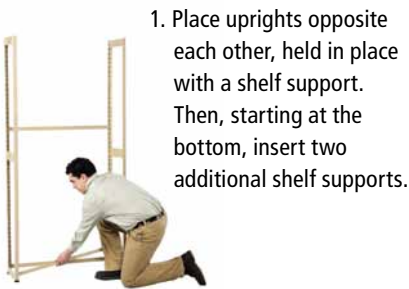 1. Place uprights opposite
each other, held in place
with a shelf support.
Then, starting at the
bottom, insert two
additional shelf supports.